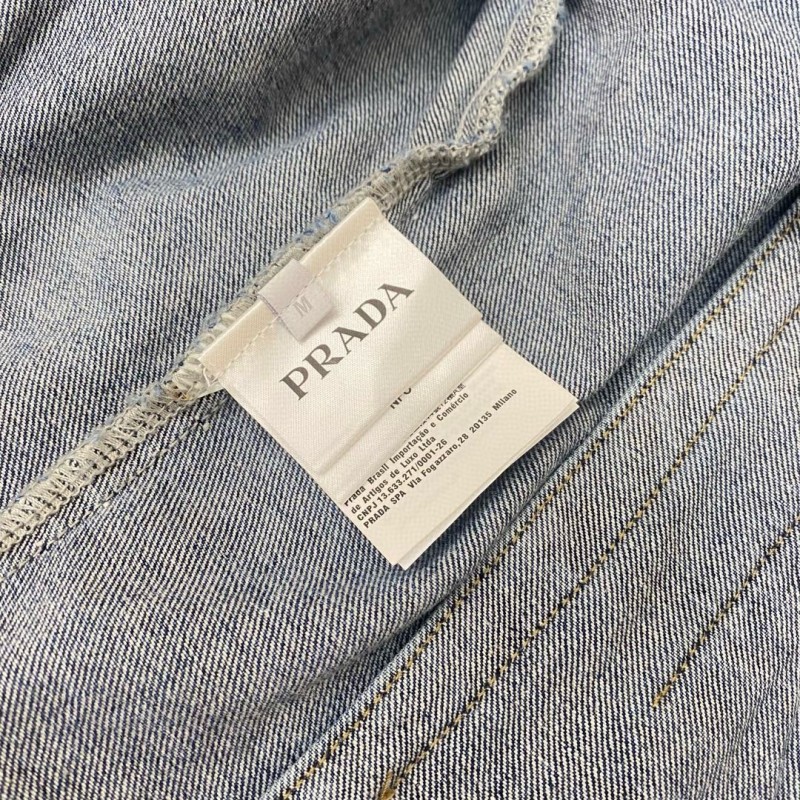 M
PRADA
Prada Brasil Importação e Comércio
de Artigos de Luxo Ltda
CNPJ 13.633.271/0001-26
PRADA SPA Via Fogazzaro,28 20135 Milano